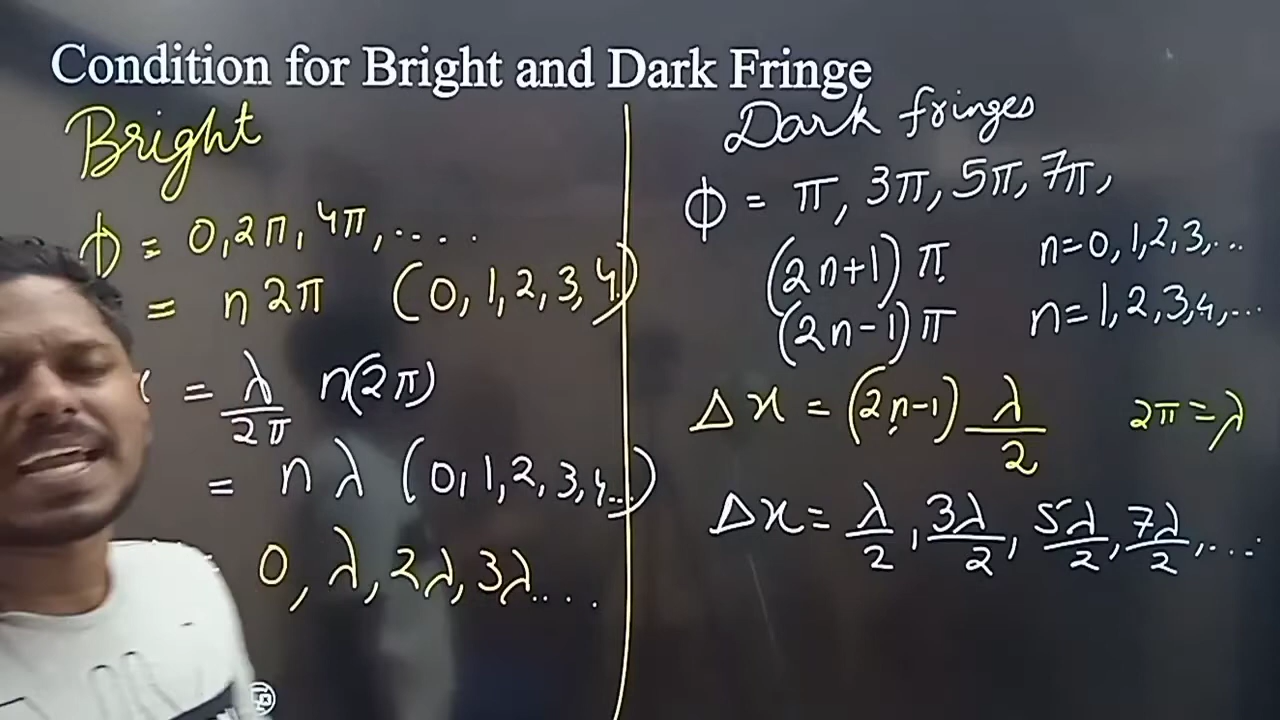 Condition for Bright and Dark Fringe
Bright
ϕ = 0, 2π, 4π, ....
= n 2π (0, 1, 2, 3, 4.)
= λ/2π n(2π)
= n λ (0, 1, 2, 3, 4...)
0, λ, 2λ, 3λ....
Dark fringes
ϕ = π, 3π, 5π, 7π,
(2n+1) π n=0, 1, 2, 3, ...
(2n-1) π n=1, 2, 3, 4, ...
Δx = (2n-1) λ/2 2π = λ
Δx = λ/2, 3λ/2, 5λ/2, 7λ/2, ....